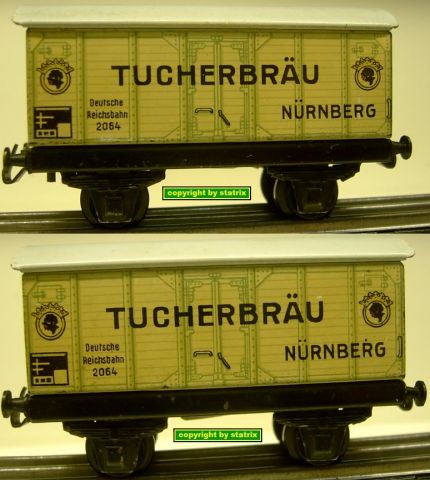 TUCHERBRÄU
Deutsche
Reichsbahn
2064
NÜRNBERG
copyright by statrix
TUCHERBRÄU
Deutsche
Reichsbahn
2064
NÜRNBERG
copyright by statrix